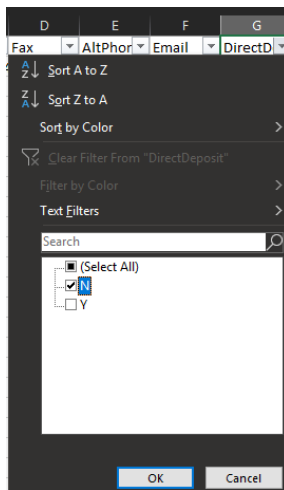 D E F G
Fax AltPhor Email DirectD
Sort A to Z
Sort Z to A
Sort by Color
Clear Filter From "DirectDeposit"
Filter by Color
Text Filters
Search
(Select All)
N
Y
OK Cancel